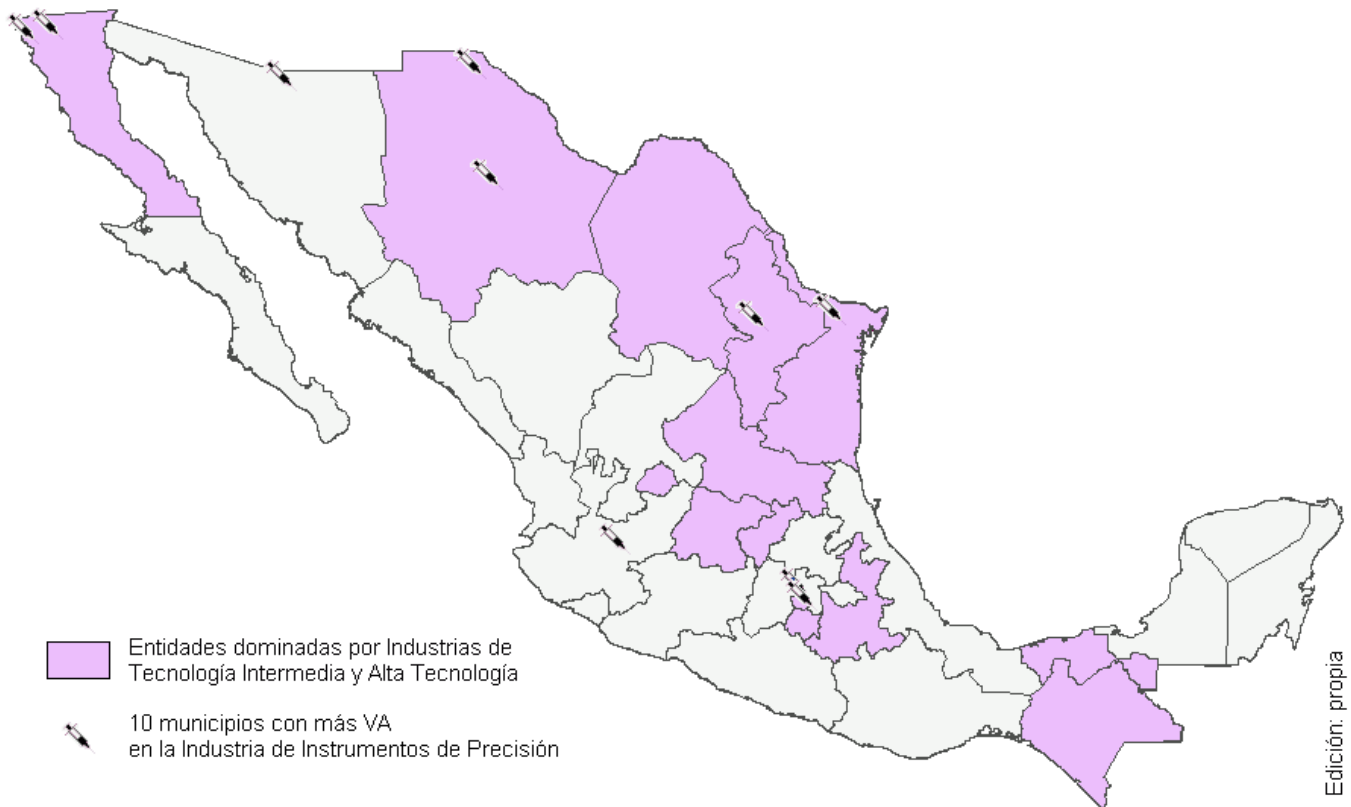 Entidades dominadas por Industrias de
Tecnología Intermedia y Alta Tecnología
10 municipios con más VA
en la Industria de Instrumentos de Precisión
Edición: propia